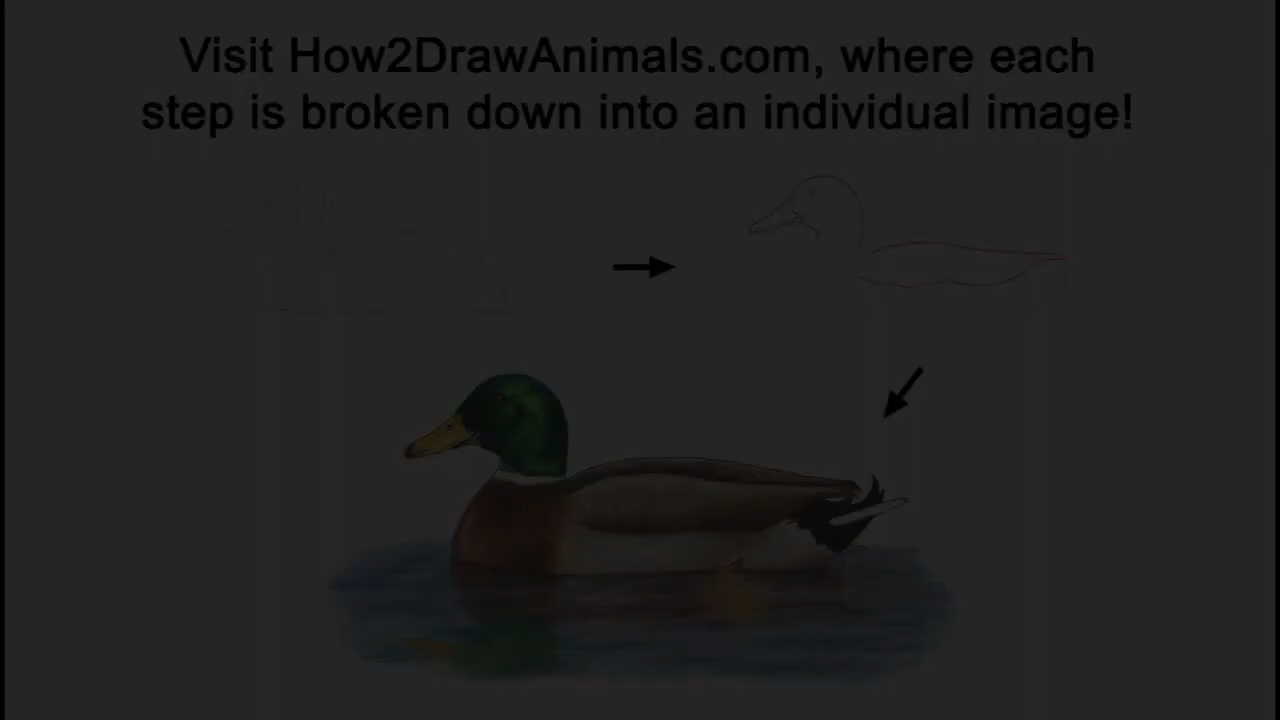 Visit How2DrawAnimals.com, where each
step is broken down into an individual image!